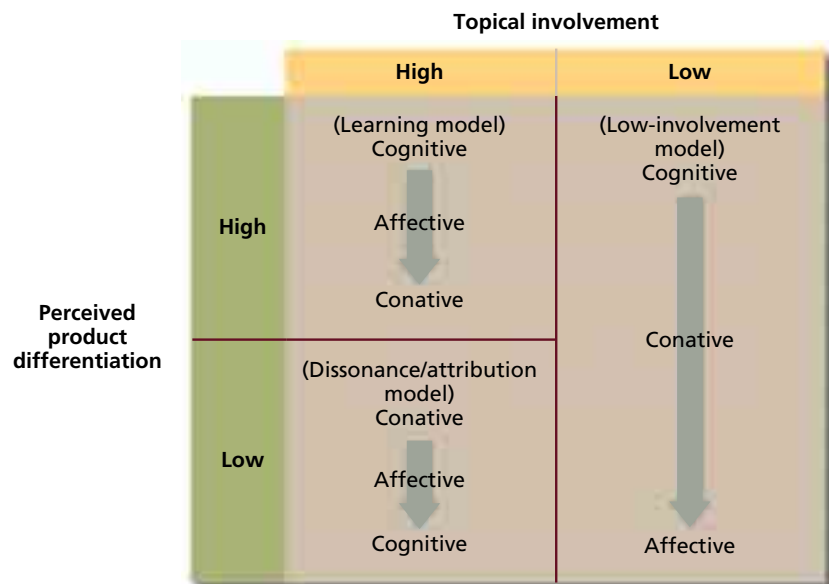 Topical involvement
High
Low
Perceived
product
differentiation
High
(Learning model)
Cognitive
Affective
Conative
(Low-involvement
model)
Cognitive
Conative
Affective
Low
(Dissonance/attribution
model)
Conative
Affective
Cognitive